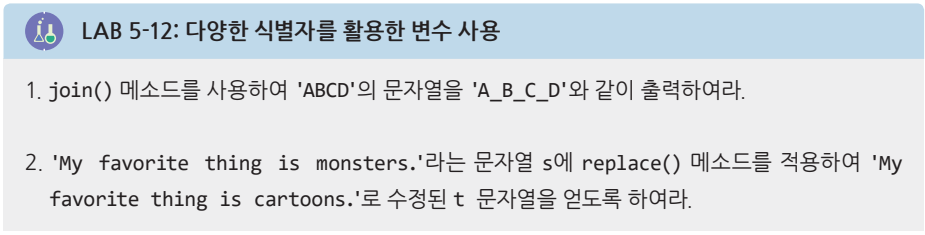 LAB 5-12: 다양한 식별자를 활용한 변수 사용
1. join() 메소드를 사용하여 'ABCD'의 문자열을 'A_B_C_D'와 같이 출력하여라.
2. 'My favorite thing is monsters.'라는 문자열 s에 replace() 메소드를 적용하여 'My
favorite thing is cartoons.'로 수정된 t 문자열을 얻도록 하여라.